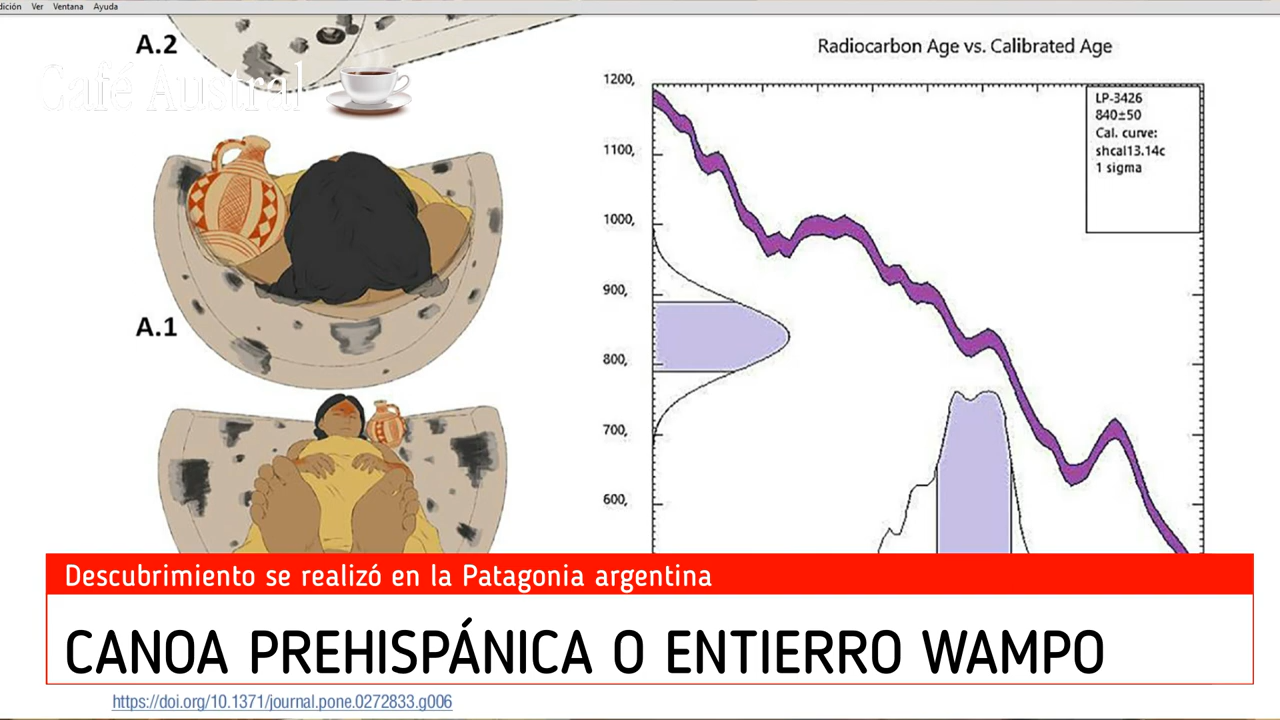 dición Ver Ventana Ayuda
A.2
Café Austral
A.1
Radiocarbon Age vs. Calibrated Age
1200,
1100,
1000,
900,
800,
700,
600,
LP-3426
840±50
Cal. curve:
shcal13.14c
1 sigma
Descubrimiento se realizó en la Patagonia argentina
CANOA PREHISPÁNICA O ENTIERRO WAMPO
https://doi.org/10.1371/journal.pone.0272833.g006